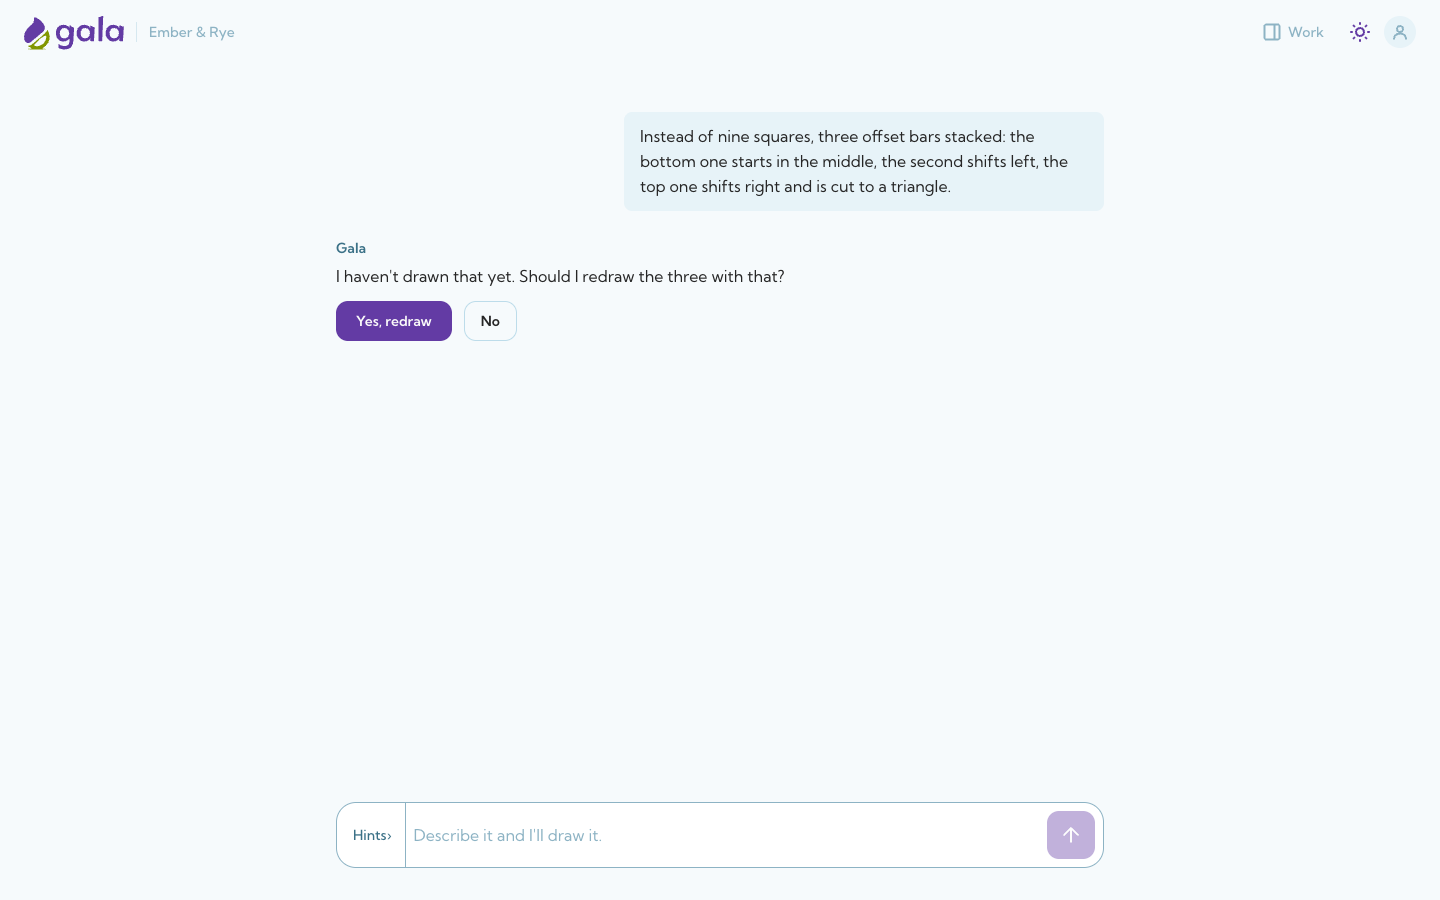 gala
Ember & Rye
Work
Instead of nine squares, three offset bars stacked: the
bottom one starts in the middle, the second shifts left, the
top one shifts right and is cut to a triangle.
Gala
I haven't drawn that yet. Should I redraw the three with that?
Yes, redraw
No
Hints›
Describe it and I'll draw it.